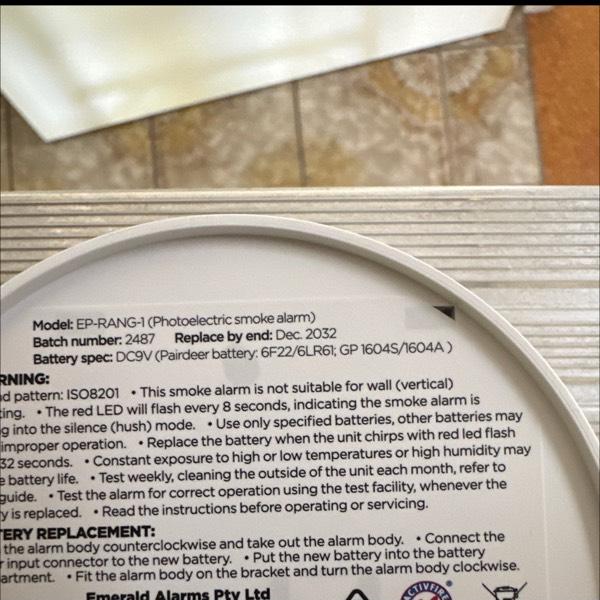 Model: EP-RANG-1 (Photoelectric smoke alarm)
Batch number: 2487 Replace by end: Dec. 2032
Battery spec: DC9V (Pairdeer battery: 6F22/6LR61; GP 1604S/1604A )
RNING:
d pattern: ISO8201 • This smoke alarm is not suitable for wall (vertical)
ting. • The red LED will flash every 8 seconds, indicating the smoke alarm is
g into the silence (hush) mode. • Use only specified batteries, other batteries may
improper operation. • Replace the battery when the unit chirps with red led flash
32 seconds. • Constant exposure to high or low temperatures or high humidity may
e battery life. • Test weekly, cleaning the outside of the unit each month, refer to
guide. • Test the alarm for correct operation using the test facility, whenever the
y is replaced. • Read the instructions before operating or servicing.
TERY REPLACEMENT:
the alarm body counterclockwise and take out the alarm body. • Connect the
r input connector to the new battery. • Put the new battery into the battery
artment. • Fit the alarm body on the bracket and turn the alarm body clockwise.
Emerald Alarms Pty Ltd
ACTIVFIRE